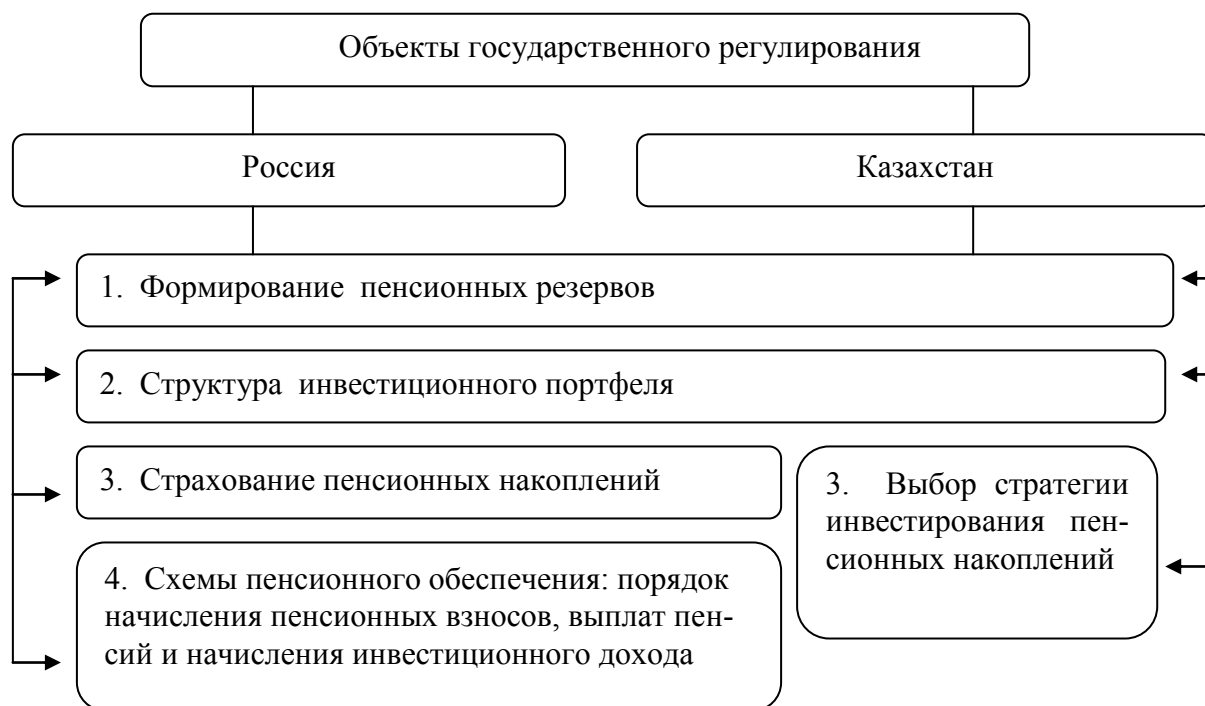 Объекты государственного регулирования
Россия
Казахстан
1. Формирование пенсионных резервов
2. Структура инвестиционного портфеля
3. Страхование пенсионных накоплений
3. Выбор стратегии
инвестирования пен-
сионных накоплений
4. Схемы пенсионного обеспечения: порядок
начисления пенсионных взносов, выплат пен-
сий и начисления инвестиционного дохода